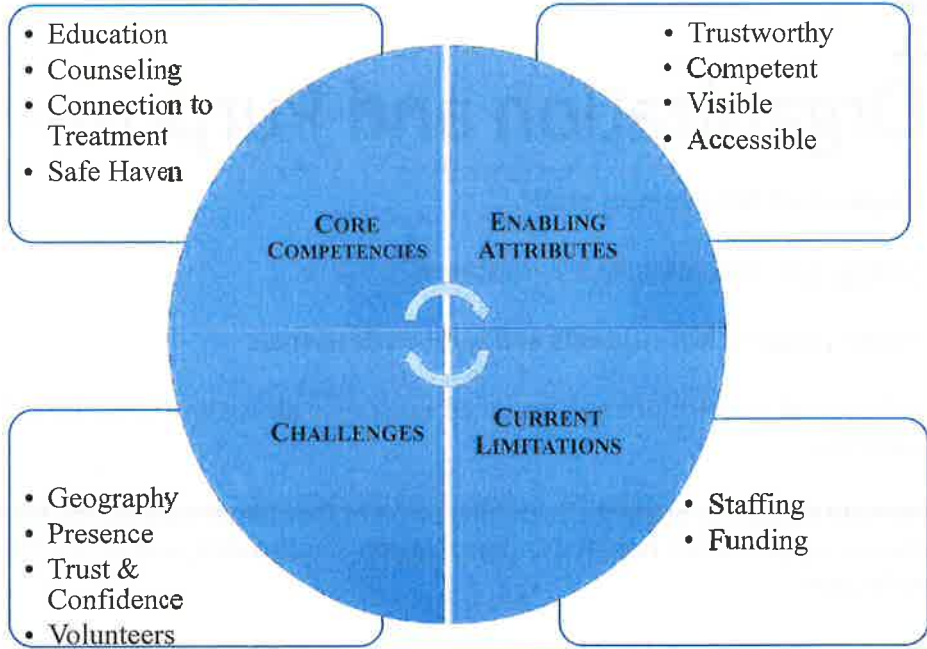 • Education
• Counseling
• Connection to
Treatment
• Safe Haven
• Trustworthy
• Competent
• Visible
• Accessible
CORE
COMPETENCIES
ENABLING
ATTRIBUTES
CHALLENGES
CURRENT
LIMITATIONS
• Geography
• Presence
• Trust &
Confidence
• Volunteers
• Staffing
• Funding